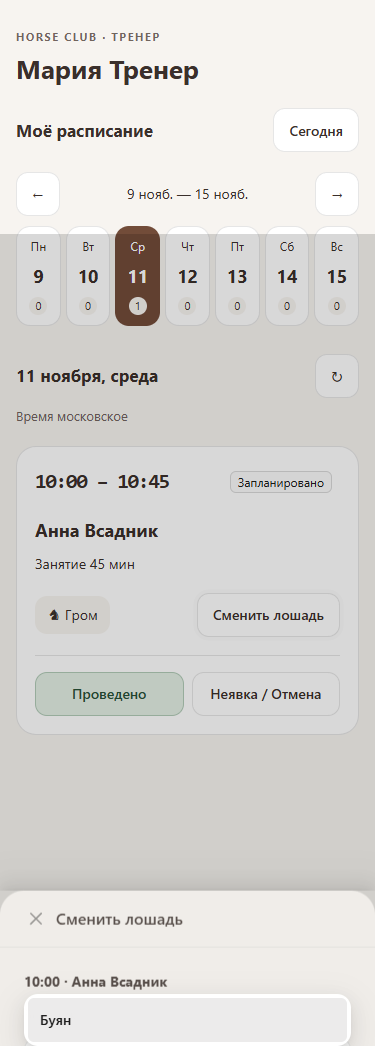 HORSE CLUB · ТРЕНЕР
Мария Тренер
Моё расписание
Сегодня
← 9 нояб. — 15 нояб. →
Пн Вт Ср Чт Пт Сб Вс
9 10 11 12 13 14 15
0 0 1 0 0 0 0
11 ноября, среда
↻
Время московское
10:00 – 10:45
Запланировано
Анна Всадник
Занятие 45 мин
♞ Гром
Сменить лошадь
Проведено
Неявка / Отмена
× Сменить лошадь
10:00 · Анна Всадник
Буян